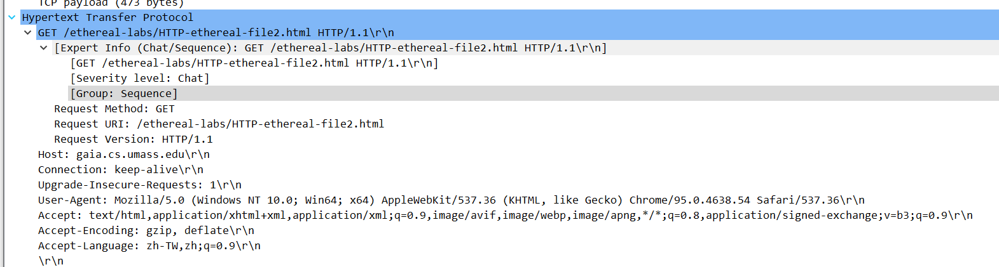 TCP payload (473 bytes)
Hypertext Transfer Protocol
GET /ethereal-labs/HTTP-ethereal-file2.html HTTP/1.1\r\n
[Expert Info (Chat/Sequence): GET /ethereal-labs/HTTP-ethereal-file2.html HTTP/1.1\r\n]
[GET /ethereal-labs/HTTP-ethereal-file2.html HTTP/1.1\r\n]
[Severity level: Chat]
[Group: Sequence]
Request Method: GET
Request URI: /ethereal-labs/HTTP-ethereal-file2.html
Request Version: HTTP/1.1
Host: gaia.cs.umass.edu\r\n
Connection: keep-alive\r\n
Upgrade-Insecure-Requests: 1\r\n
User-Agent: Mozilla/5.0 (Windows NT 10.0; Win64; x64) AppleWebKit/537.36 (KHTML, like Gecko) Chrome/95.0.4638.54 Safari/537.36\r\n
Accept: text/html,application/xhtml+xml,application/xml;q=0.9,image/avif,image/webp,image/apng,*/*;q=0.8,application/signed-exchange;v=b3;q=0.9\r\n
Accept-Encoding: gzip, deflate\r\n
Accept-Language: zh-TW,zh;q=0.9\r\n
\r\n